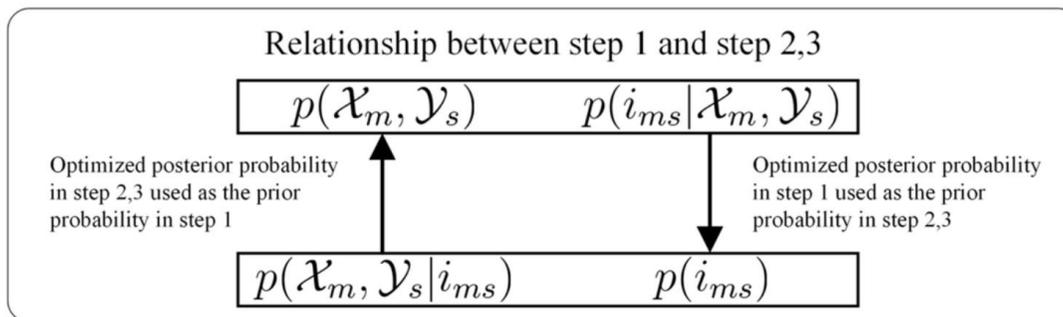 Relationship between step 1 and step 2,3
p(𝒳ₘ, 𝒴ₛ) p(iₘₛ|𝒳ₘ, 𝒴ₛ)
Optimized posterior probability
in step 2,3 used as the prior
probability in step 1
Optimized posterior probability
in step 1 used as the prior
probability in step 2,3
p(𝒳ₘ, 𝒴ₛ|iₘₛ) p(iₘₛ)